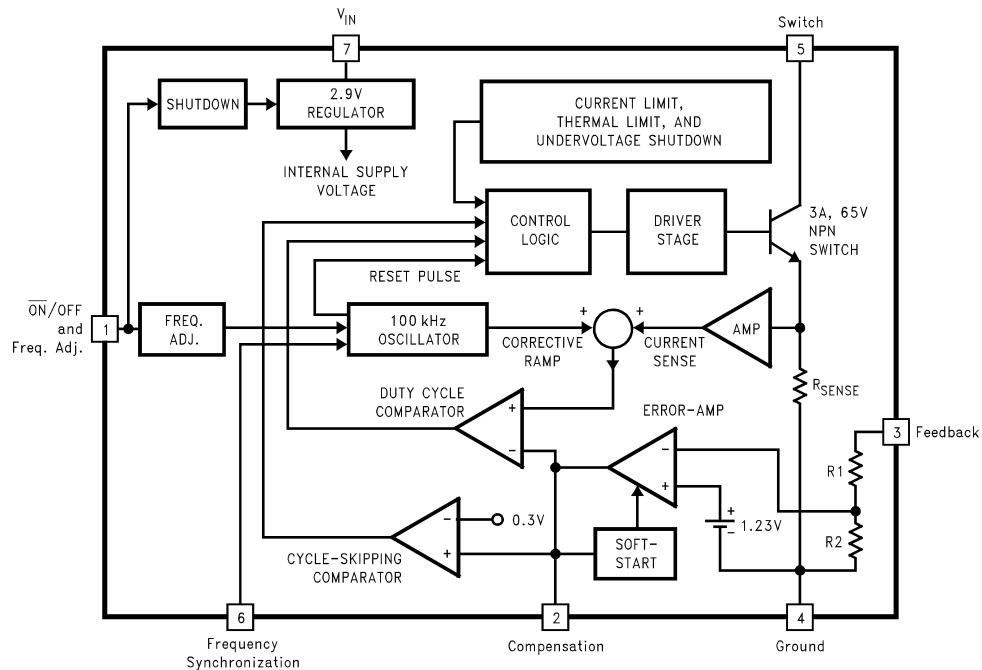 V_IN
Switch
7
5
SHUTDOWN
2.9V
REGULATOR
CURRENT LIMIT,
THERMAL LIMIT, AND
UNDERVOLTAGE SHUTDOWN
INTERNAL SUPPLY
VOLTAGE
CONTROL
LOGIC
DRIVER
STAGE
3A, 65V
NPN
SWITCH
RESET PULSE
O̅N̅/OFF
and
Freq. Adj.
1
FREQ.
ADJ.
100 kHz
OSCILLATOR
+
+
CORRECTIVE
RAMP
CURRENT
SENSE
AMP
R_SENSE
DUTY CYCLE
COMPARATOR
+
−
ERROR-AMP
−
+
3
Feedback
R1
+
−
1.23V
R2
−
+
0.3V
CYCLE-SKIPPING
COMPARATOR
SOFT-
START
6
2
4
Frequency
Synchronization
Compensation
Ground